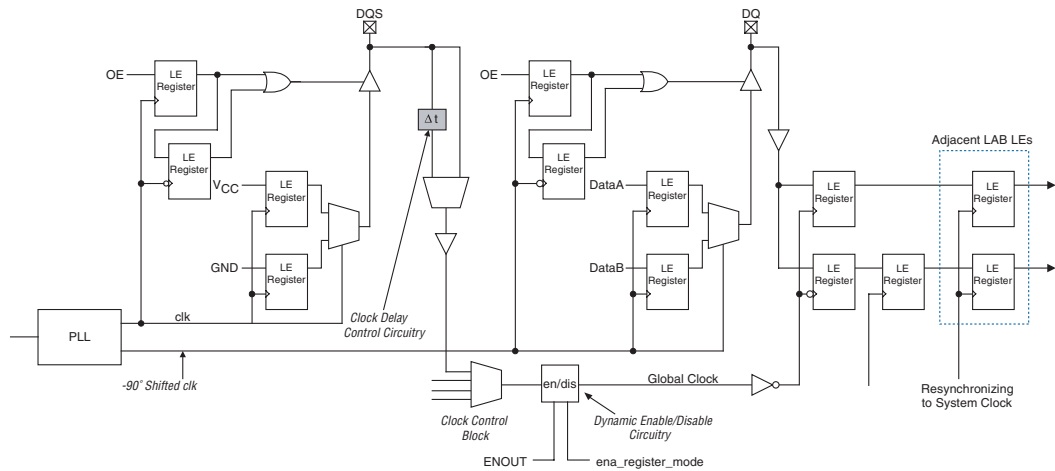 DQS
DQ
OE
LE
Register
OE
LE
Register
Δ t
Adjacent LAB LEs
LE
Register
LE
Register
VCC
LE
Register
DataA
LE
Register
LE
Register
LE
Register
GND
LE
Register
DataB
LE
Register
LE
Register
LE
Register
LE
Register
PLL
clk
Clock Delay
Control Circuitry
-90° Shifted clk
en/dis
Global Clock
Resynchronizing
to System Clock
Clock Control
Block
Dynamic Enable/Disable
Circuitry
ENOUT
ena_register_mode